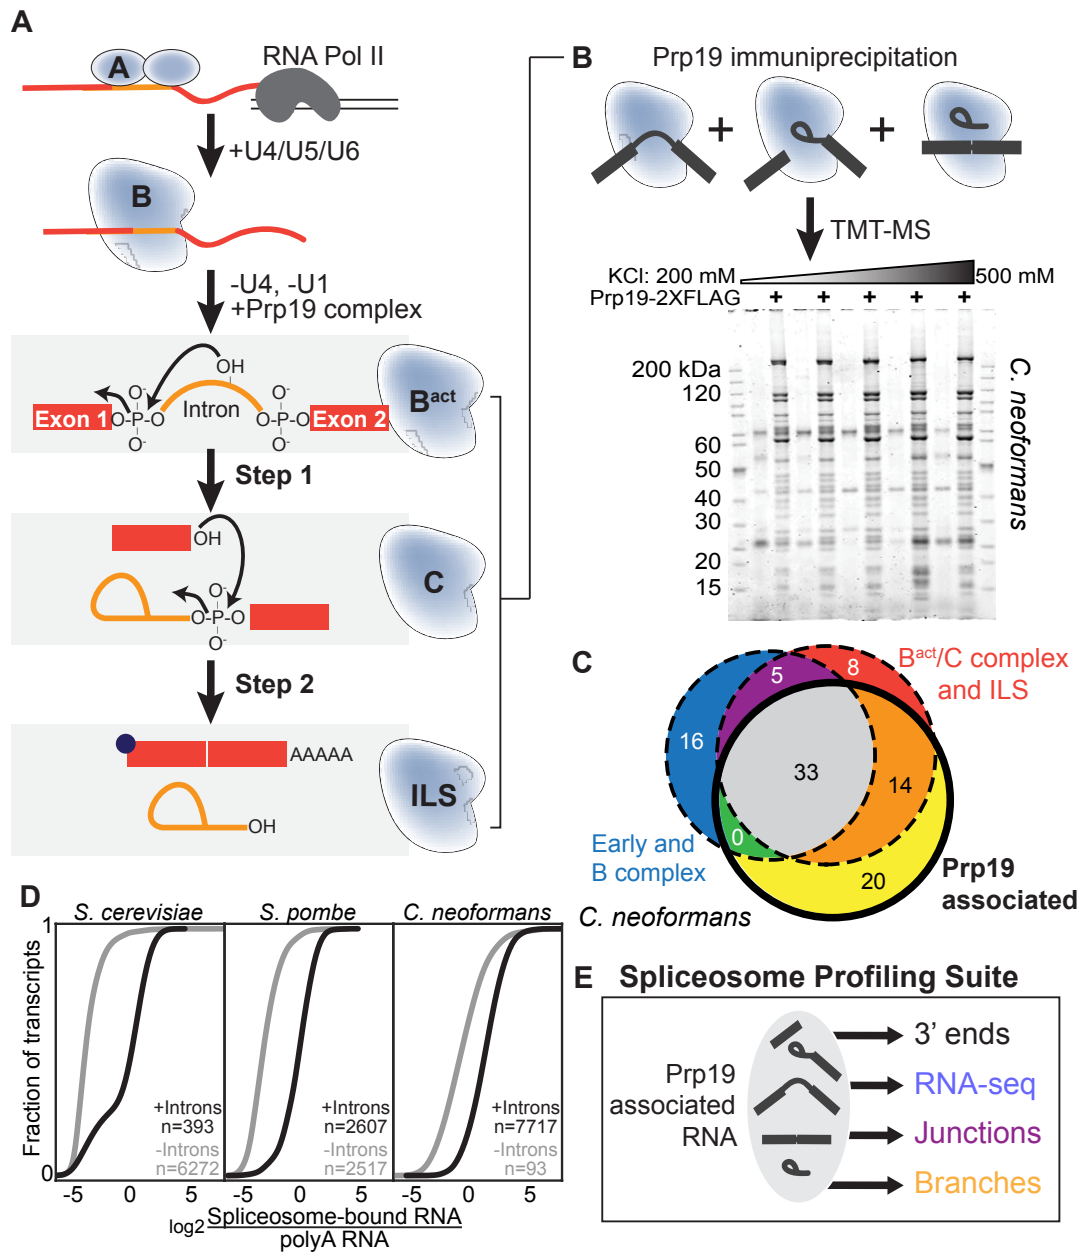 A
A
RNA Pol II
+U4/U5/U6
B
-U4, -U1
+Prp19 complex
OH
O-
O-
Exon 1
O-P-O
Intron
O-P-O
Exon 2
O-
O-
Bact
Step 1
OH
O-
O-P-O
O-
C
Step 2
AAAAA
OH
ILS
B
Prp19 immuniprecipitation
+
+
TMT-MS
KCl: 200 mM
500 mM
Prp19-2XFLAG
+ + + + +
200 kDa
120
60
50
40
30
20
15
C. neoformans
C
Bact/C complex
and ILS
5
8
16
33
14
0
20
Early and
B complex
Prp19
associated
C. neoformans
D
S. cerevisiae
S. pombe
C. neoformans
1
Fraction of transcripts
0
+Introns
n=393
-Introns
n=6272
+Introns
n=2607
-Introns
n=2517
+Introns
n=7717
-Introns
n=93
-5 0 5 -5 0 5 -5 0 5
log2 Spliceosome-bound RNA
polyA RNA
E
Spliceosome Profiling Suite
Prp19
associated
RNA
3' ends
RNA-seq
Junctions
Branches